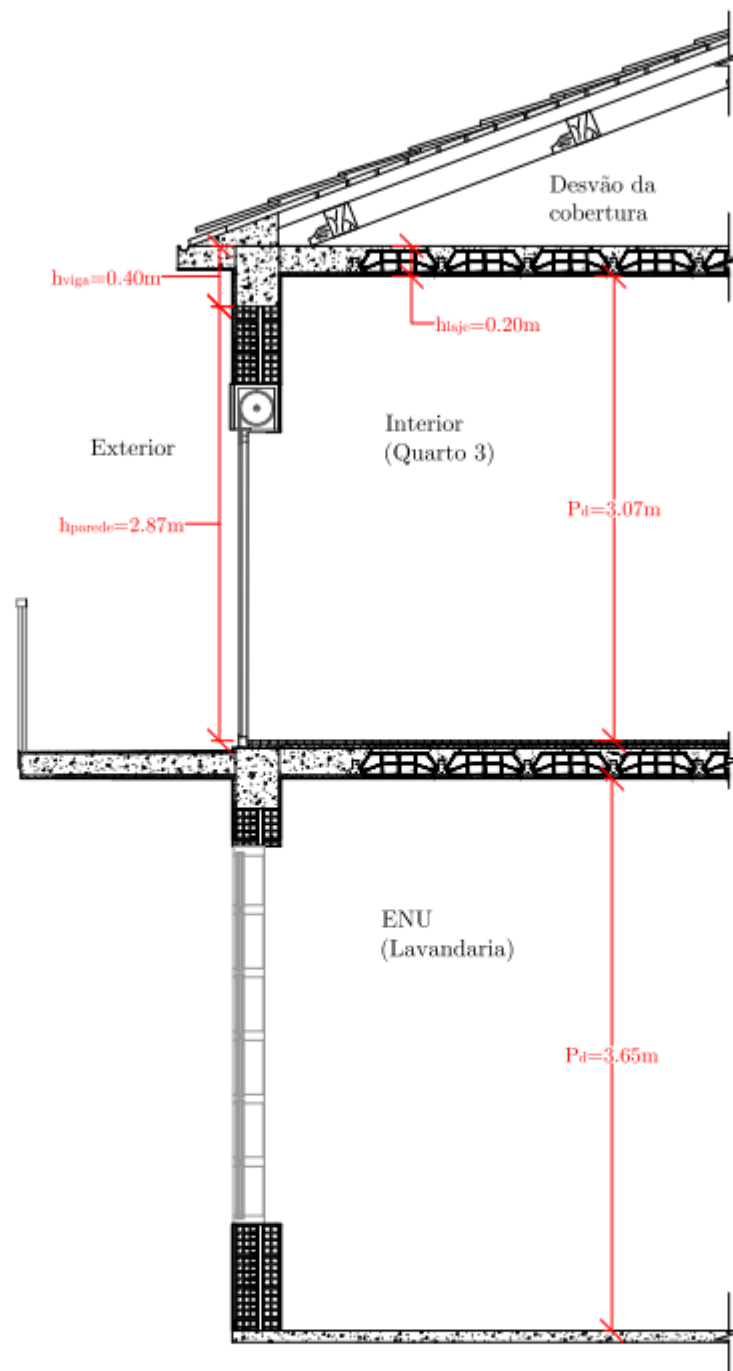 Desvão da
cobertura
hviga=0.40m
hlaje=0.20m
Interior
(Quarto 3)
Exterior
Pd=3.07m
hparede=2.87m
ENU
(Lavandaria)
Pd=3.65m